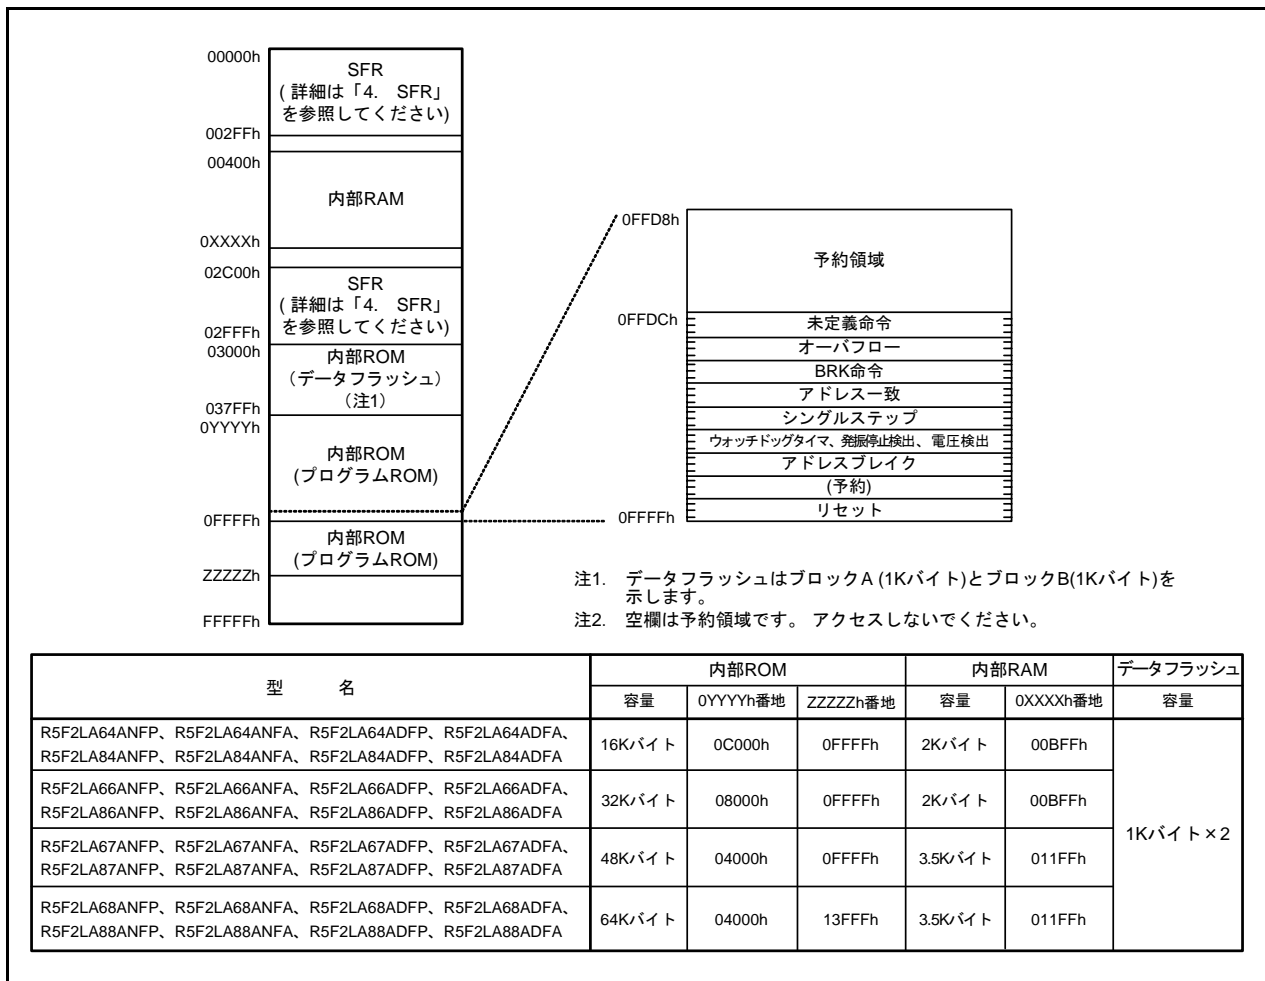 00000h
SFR
( 詳細は「4. SFR」
を参照してください)
002FFh
00400h
内部RAM
0XXXXh
02C00h
SFR
( 詳細は「4. SFR」
を参照してください)
02FFFh
03000h
内部ROM
（データフラッシュ）
（注1）
037FFh
0YYYYh
内部ROM
(プログラムROM)
0FFFFh
内部ROM
(プログラムROM)
ZZZZZh
FFFFFh
0FFD8h
予約領域
0FFDCh
未定義命令
オーバフロー
BRK命令
アドレス一致
シングルステップ
ウォッチドッグタイマ、発振停止検出、電圧検出
アドレスブレイク
(予約)
リセット
0FFFFh
注1. データフラッシュはブロックA (1Kバイト)とブロックB(1Kバイト)を
示します。
注2. 空欄は予約領域です。 アクセスしないでください。
型 名 内部ROM 内部RAM データフラッシュ
容量 0YYYYh番地 ZZZZZh番地 容量 0XXXXh番地 容量
R5F2LA64ANFP、R5F2LA64ANFA、R5F2LA64ADFP、R5F2LA64ADFA、
R5F2LA84ANFP、R5F2LA84ANFA、R5F2LA84ADFP、R5F2LA84ADFA
16Kバイト 0C000h 0FFFFh 2Kバイト 00BFFh
R5F2LA66ANFP、R5F2LA66ANFA、R5F2LA66ADFP、R5F2LA66ADFA、
R5F2LA86ANFP、R5F2LA86ANFA、R5F2LA86ADFP、R5F2LA86ADFA
32Kバイト 08000h 0FFFFh 2Kバイト 00BFFh
1Kバイト×2
R5F2LA67ANFP、R5F2LA67ANFA、R5F2LA67ADFP、R5F2LA67ADFA、
R5F2LA87ANFP、R5F2LA87ANFA、R5F2LA87ADFP、R5F2LA87ADFA
48Kバイト 04000h 0FFFFh 3.5Kバイト 011FFh
R5F2LA68ANFP、R5F2LA68ANFA、R5F2LA68ADFP、R5F2LA68ADFA、
R5F2LA88ANFP、R5F2LA88ANFA、R5F2LA88ADFP、R5F2LA88ADFA
64Kバイト 04000h 13FFFh 3.5Kバイト 011FFh